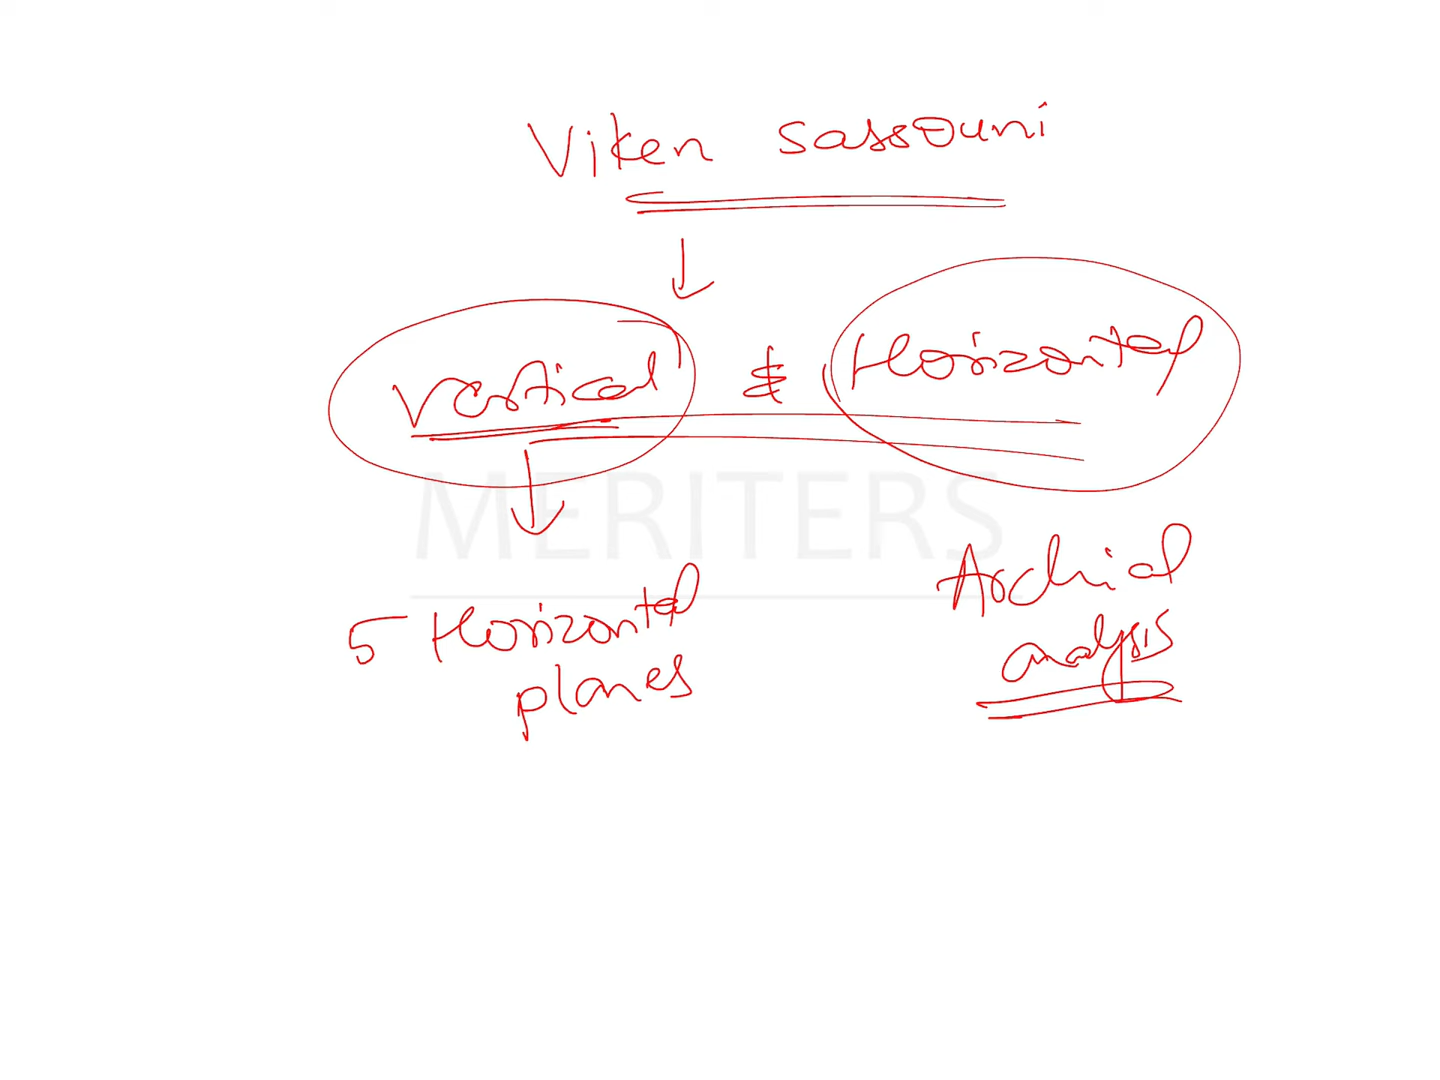 Viken Sassouni
Vertical & Horizontal
MERITERS
5 Horizontal planes
Archial analysis